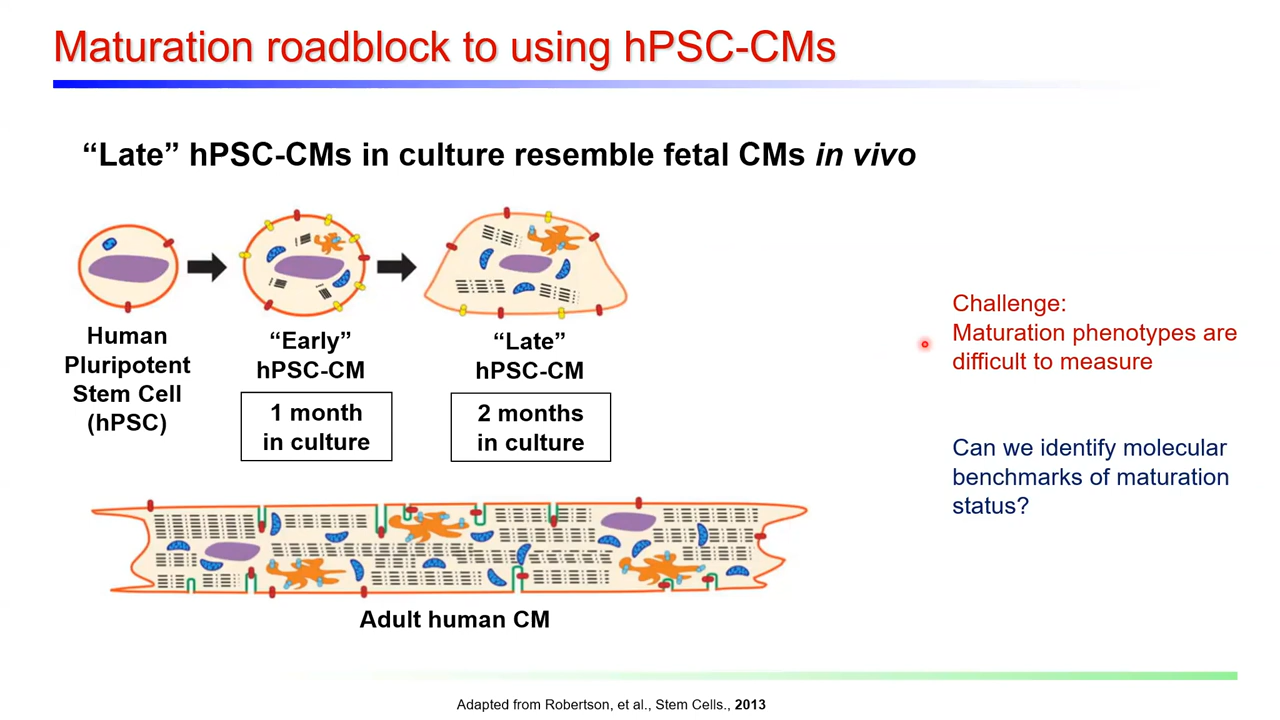 Maturation roadblock to using hPSC-CMs
“Late” hPSC-CMs in culture resemble fetal CMs in vivo
Human
Pluripotent
Stem Cell
(hPSC)
“Early”
hPSC-CM
1 month
in culture
“Late”
hPSC-CM
2 months
in culture
Adult human CM
Challenge:
Maturation phenotypes are
difficult to measure
Can we identify molecular
benchmarks of maturation
status?
Adapted from Robertson, et al., Stem Cells., 2013